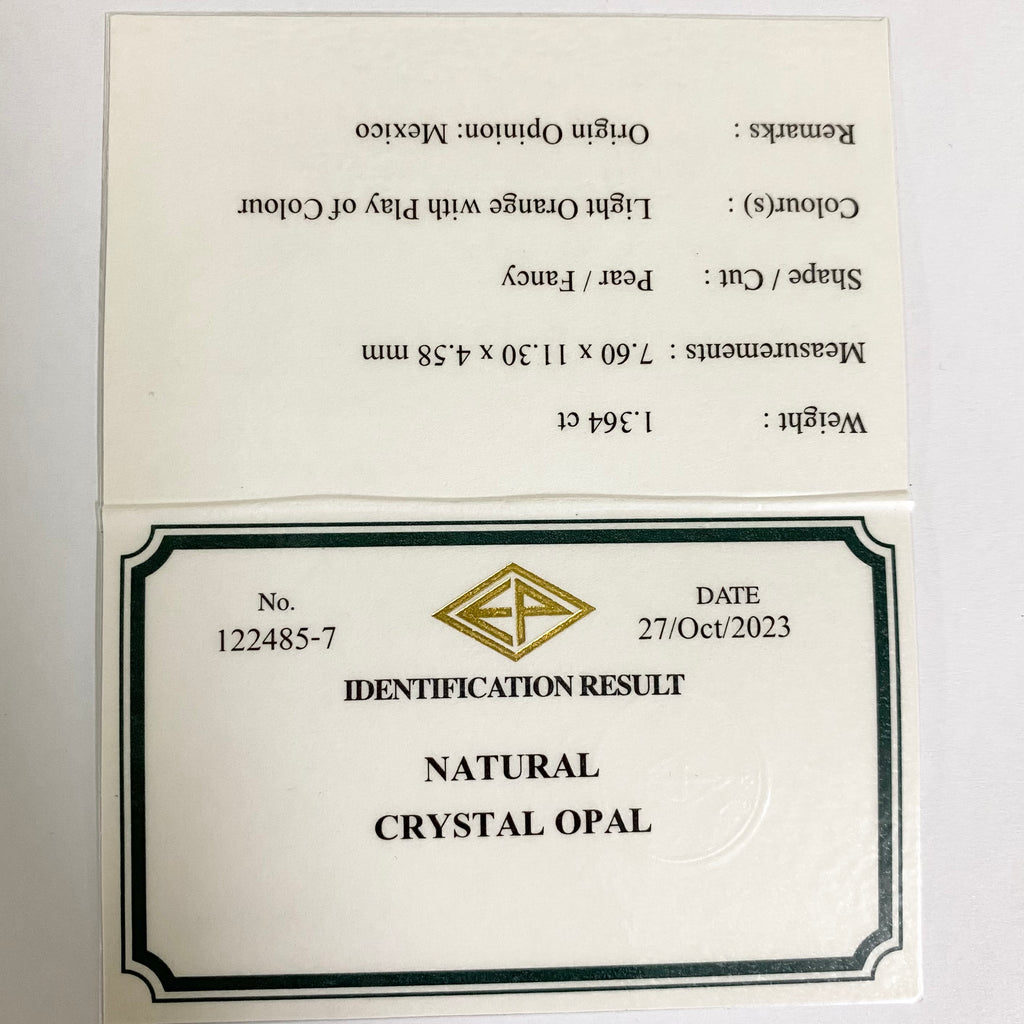 Weight : 1.364 ct
Measurements : 7.60 x 11.30 x 4.58 mm
Shape / Cut : Pear / Fancy
Colour(s) : Light Orange with Play of Colour
Remarks : Origin Opinion: Mexico
No.
122485-7
EP
DATE
27/Oct/2023
IDENTIFICATION RESULT
NATURAL
CRYSTAL OPAL